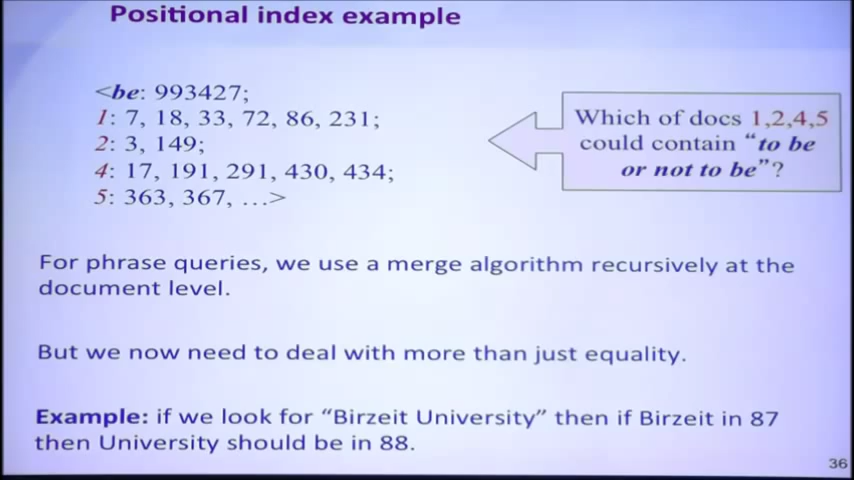 Positional index example
<be: 993427;
1: 7, 18, 33, 72, 86, 231;
2: 3, 149;
4: 17, 191, 291, 430, 434;
5: 363, 367, …>
Which of docs 1,2,4,5
could contain “to be
or not to be”?
For phrase queries, we use a merge algorithm recursively at the
document level.
But we now need to deal with more than just equality.
Example: if we look for “Birzeit University” then if Birzeit in 87
then University should be in 88.
36